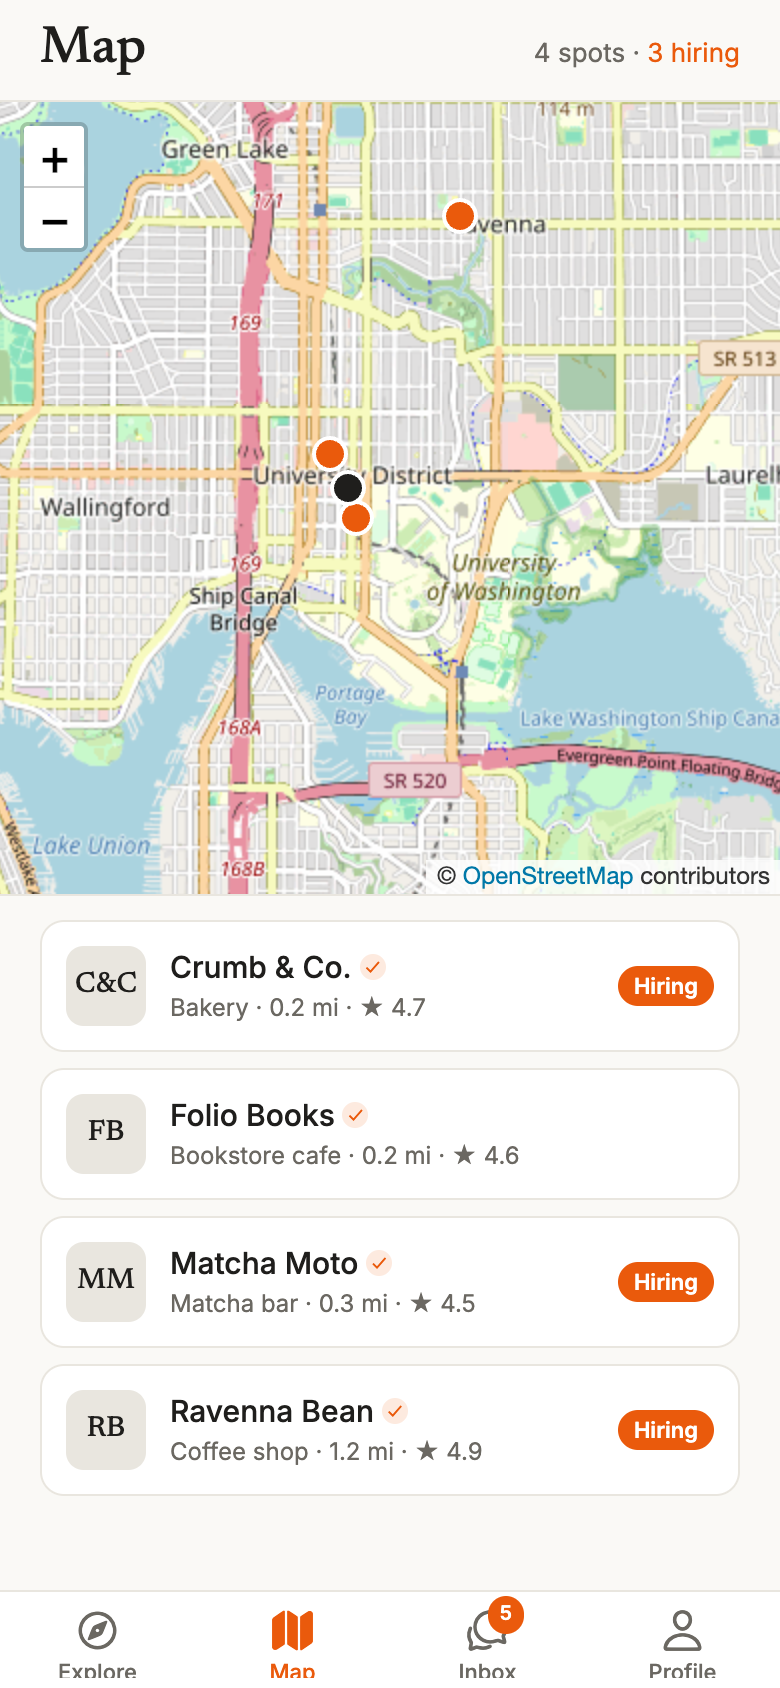 Map
4 spots · 3 hiring
114 m
Green Lake
+
−
171
venna
169
SR 513
University District
Laurelh
Wallingford
169
University
of Washington
Ship Canal
Bridge
Portage
Bay
168A
Lake Washington Ship Cana
Evergreen Point Floating Bridg
SR 520
Lake Union
Westlake
168B
© OpenStreetMap contributors
C&C
Crumb & Co.
Bakery · 0.2 mi · ★ 4.7
Hiring
FB
Folio Books
Bookstore cafe · 0.2 mi · ★ 4.6
MM
Matcha Moto
Matcha bar · 0.3 mi · ★ 4.5
Hiring
RB
Ravenna Bean
Coffee shop · 1.2 mi · ★ 4.9
Hiring
5
Explore
Map
Inbox
Profile